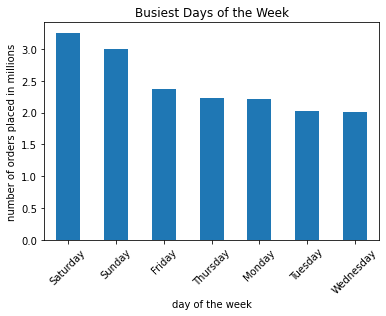 Busiest Days of the Week
number of orders placed in millions
3.0
2.5
2.0
1.5
1.0
0.5
0.0
Saturday
Sunday
Friday
Thursday
Monday
Tuesday
Wednesday
day of the week